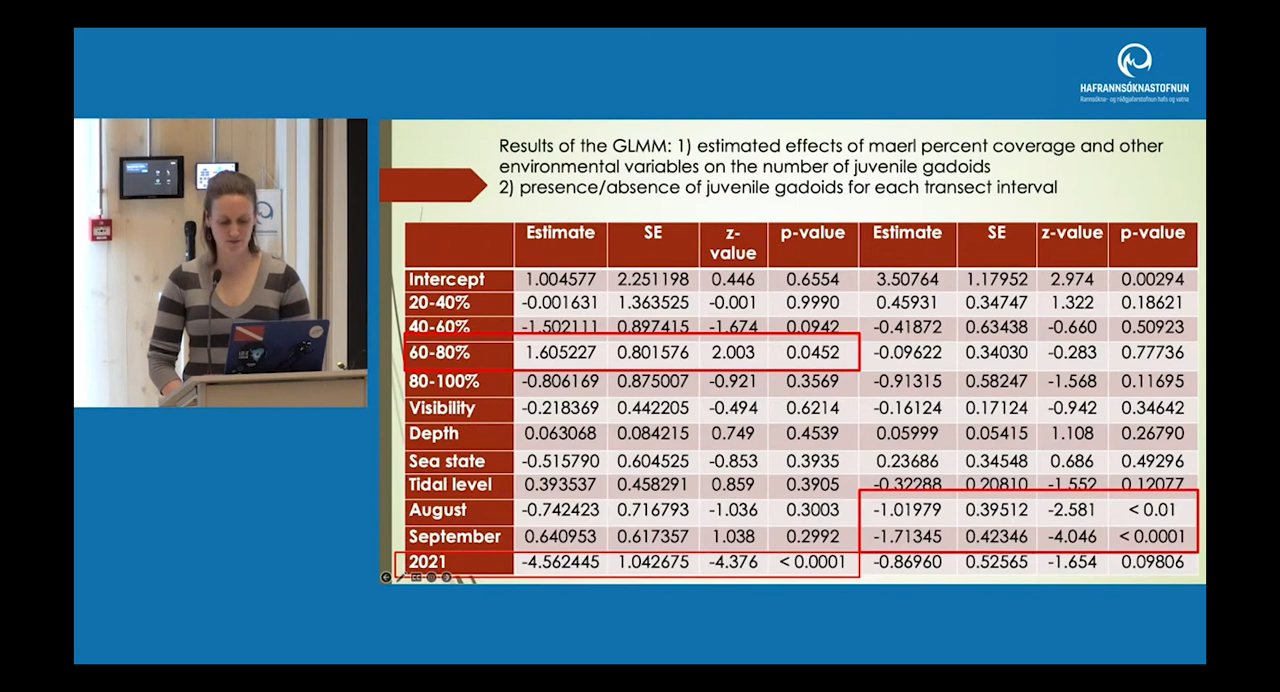 HAFRANNSÓKNASTOFNUN
Rannsókna- og ráðgjafarstofnun hafs og vatna
Results of the GLMM: 1) estimated effects of maerl percent coverage and other
environmental variables on the number of juvenile gadoids
2) presence/absence of juvenile gadoids for each transect interval
Estimate SE z-value p-value Estimate SE z-value p-value
Intercept 1.004577 2.251198 0.446 0.6554 3.50764 1.17952 2.974 0.00294
20-40% -0.001631 1.363525 -0.001 0.9990 0.45931 0.34747 1.322 0.18621
40-60% -1.502111 0.897415 -1.674 0.0942 -0.41872 0.63438 -0.660 0.50923
60-80% 1.605227 0.801576 2.003 0.0452 -0.09622 0.34030 -0.283 0.77736
80-100% -0.806169 0.875007 -0.921 0.3569 -0.91315 0.58247 -1.568 0.11695
Visibility -0.218369 0.442205 -0.494 0.6214 -0.16124 0.17124 -0.942 0.34642
Depth 0.063068 0.084215 0.749 0.4539 0.05999 0.05415 1.108 0.26790
Sea state -0.515790 0.604525 -0.853 0.3935 0.23686 0.34548 0.686 0.49296
Tidal level 0.393537 0.458291 0.859 0.3905 -0.32288 0.20810 -1.552 0.12077
August -0.742423 0.716793 -1.036 0.3003 -1.01979 0.39512 -2.581 < 0.01
September 0.640953 0.617357 1.038 0.2992 -1.71345 0.42346 -4.046 < 0.0001
2021 -4.562445 1.042675 -4.376 < 0.0001 -0.86960 0.52565 -1.654 0.09806